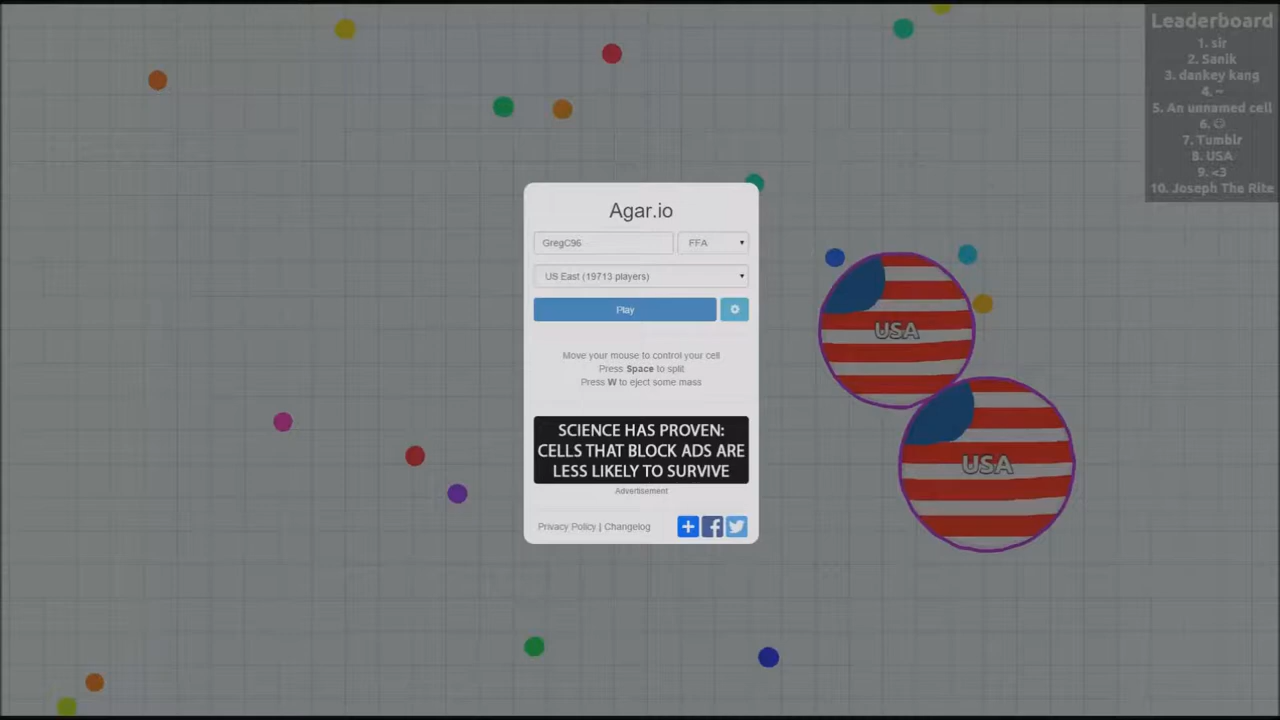 Leaderboard
1. sir
2. Sanik
3. dankey kang
4. ~
5. An unnamed cell
6. ☺
7. Tumblr
8. USA
9. <3
10. Joseph The Rite
Agar.io
GregC96
FFA
US East (19713 players)
Play
Move your mouse to control your cell
Press Space to split
Press W to eject some mass
SCIENCE HAS PROVEN:
CELLS THAT BLOCK ADS ARE
LESS LIKELY TO SURVIVE
Advertisement
Privacy Policy | Changelog
USA
USA